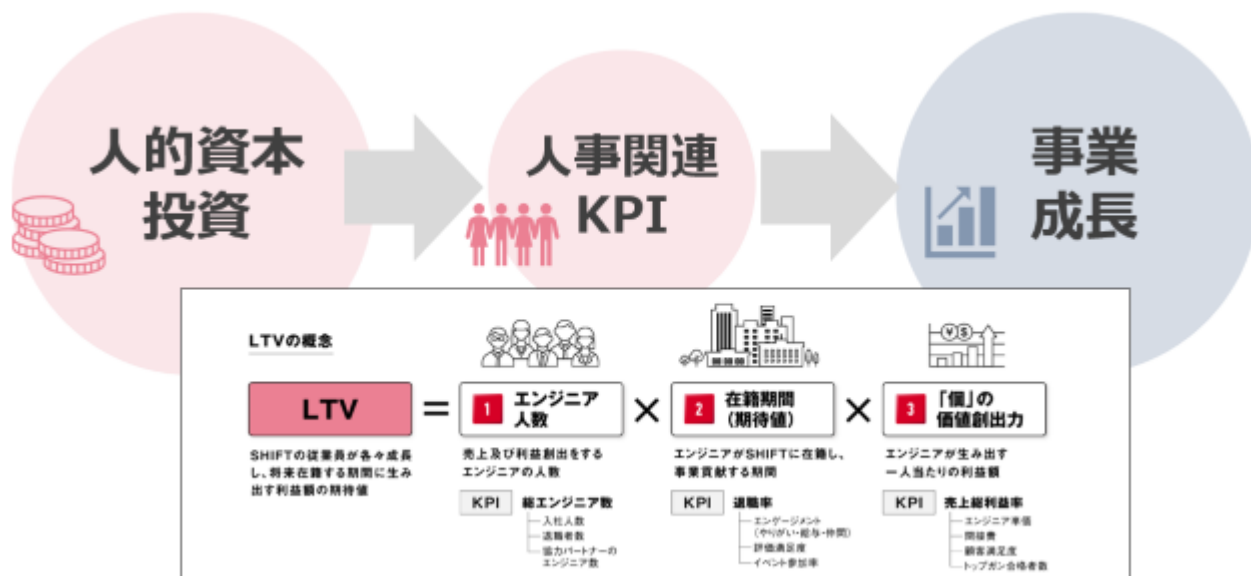 人的資本
投資
人事関連
KPI
事業
成長
LTVの概念
LTV
=
1
エンジニア
人数
×
2
在籍期間
(期待値)
×
3
「個」の
価値創出力
SHIFTの従業員が各々成長
し、将来在籍する期間に生み
出す利益額の期待値
売上及び利益創出をする
エンジニアの人数
エンジニアがSHIFTに在籍し、
事業貢献する期間
エンジニアが生み出す
一人当たりの利益額
KPI 総エンジニア数
入社人数
退職者数
協力パートナーの
エンジニア数
KPI 退職率
エンゲージメント
(やりがい・給与・仲間)
評価満足度
イベント参加率
KPI 売上総利益率
エンジニア単価
間接費
顧客満足度
トップガン合格者数
¥ $